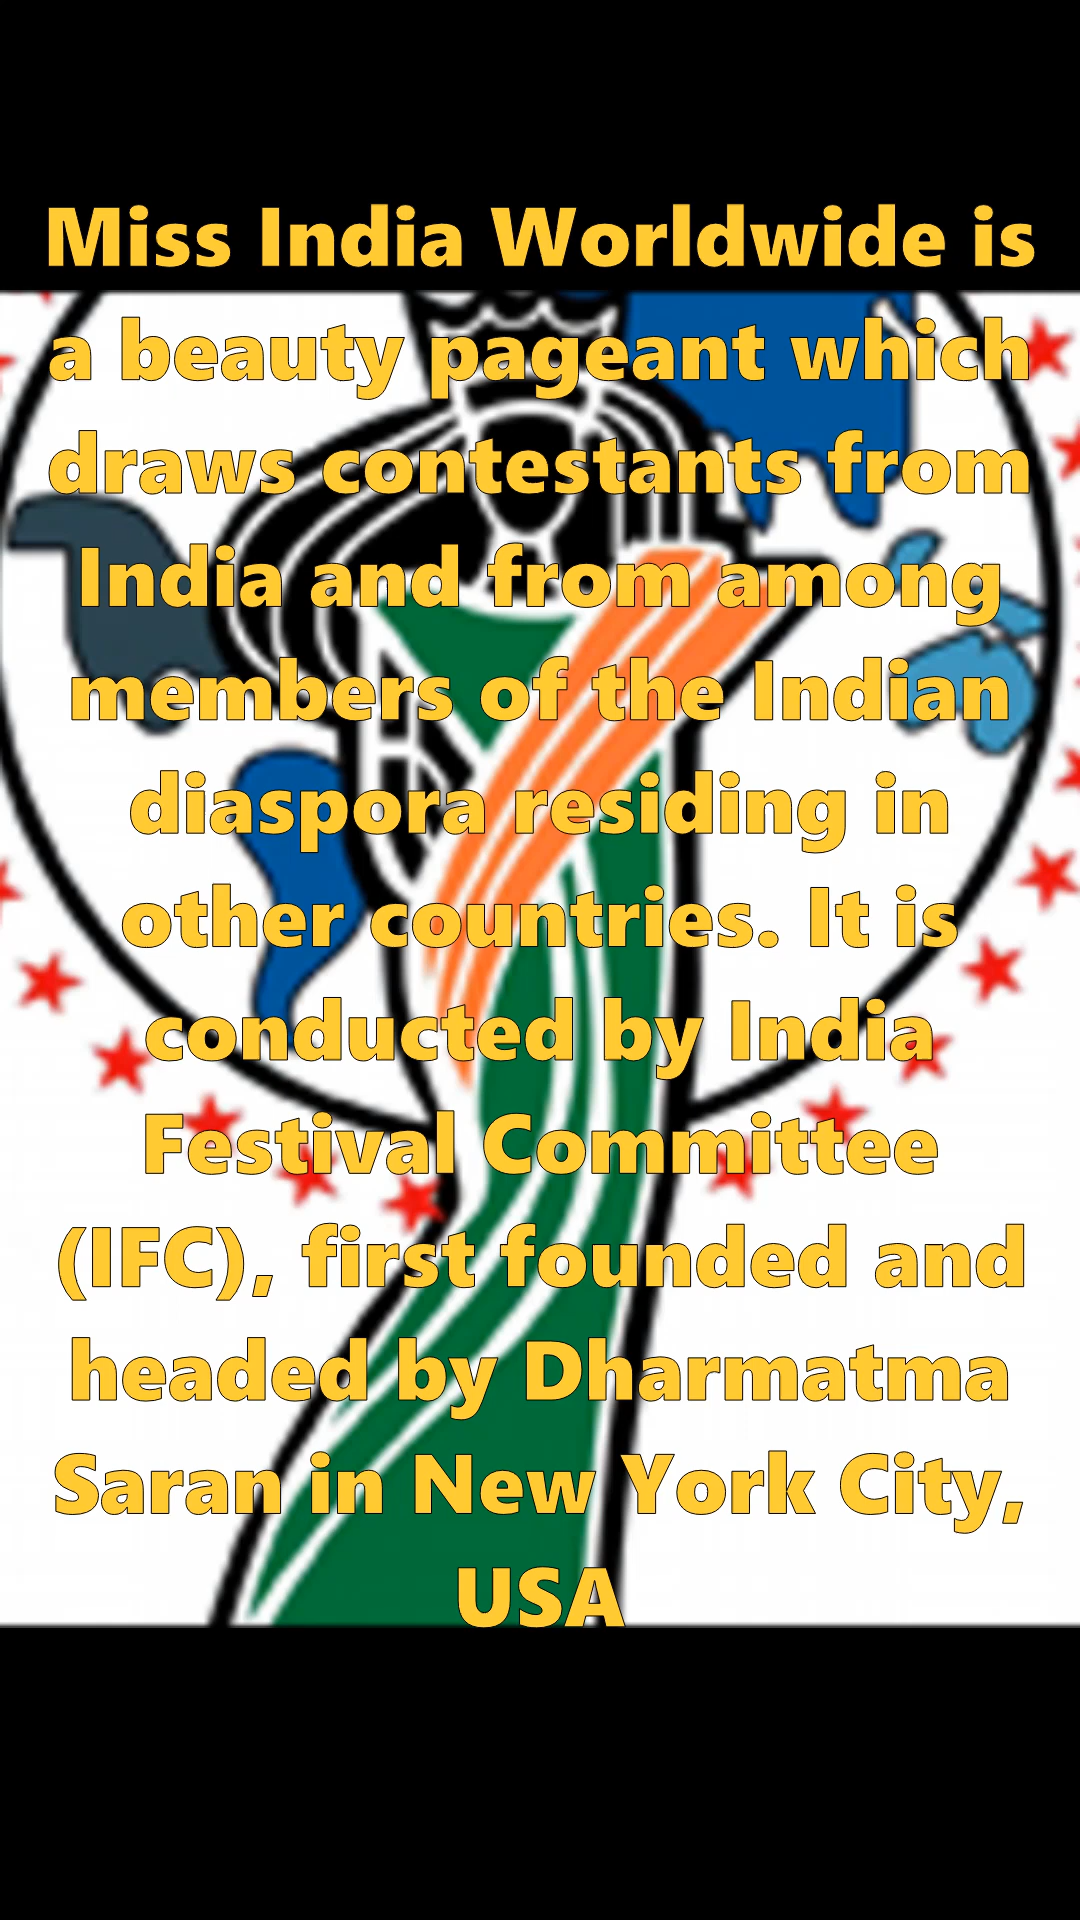 Miss India Worldwide is
a beauty pageant which
draws contestants from
India and from among
members of the Indian
diaspora residing in
other countries. It is
conducted by India
Festival Committee
(IFC), first founded and
headed by Dharmatma
Saran in New York City,
USA